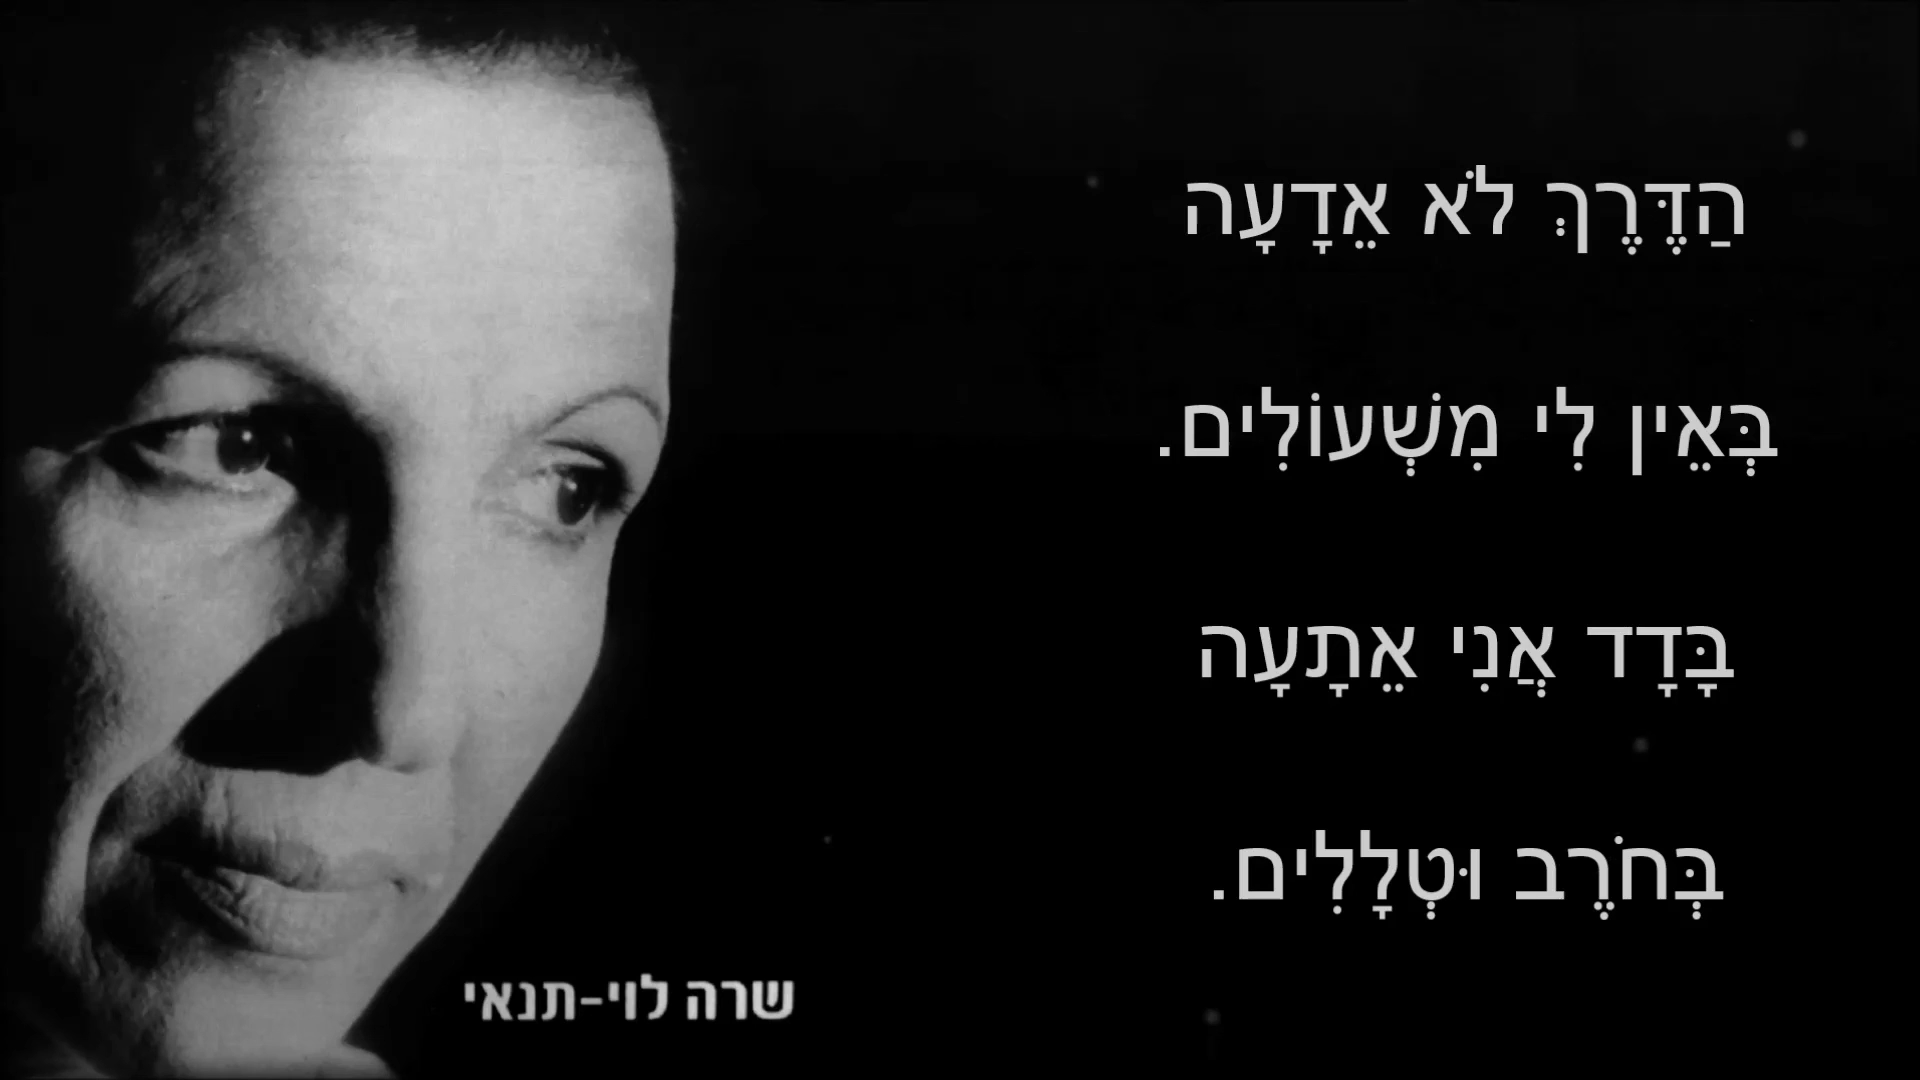 הַדֶּרֶךְ לֹא אֵדָעָה
בְּאֵין לִי מִשְׁעוֹלִים.
בָּדָד אֲנִי אֵתָעָה
בְּחֹרֶב וּטְלָלִים.
שרה לוי-תנאי